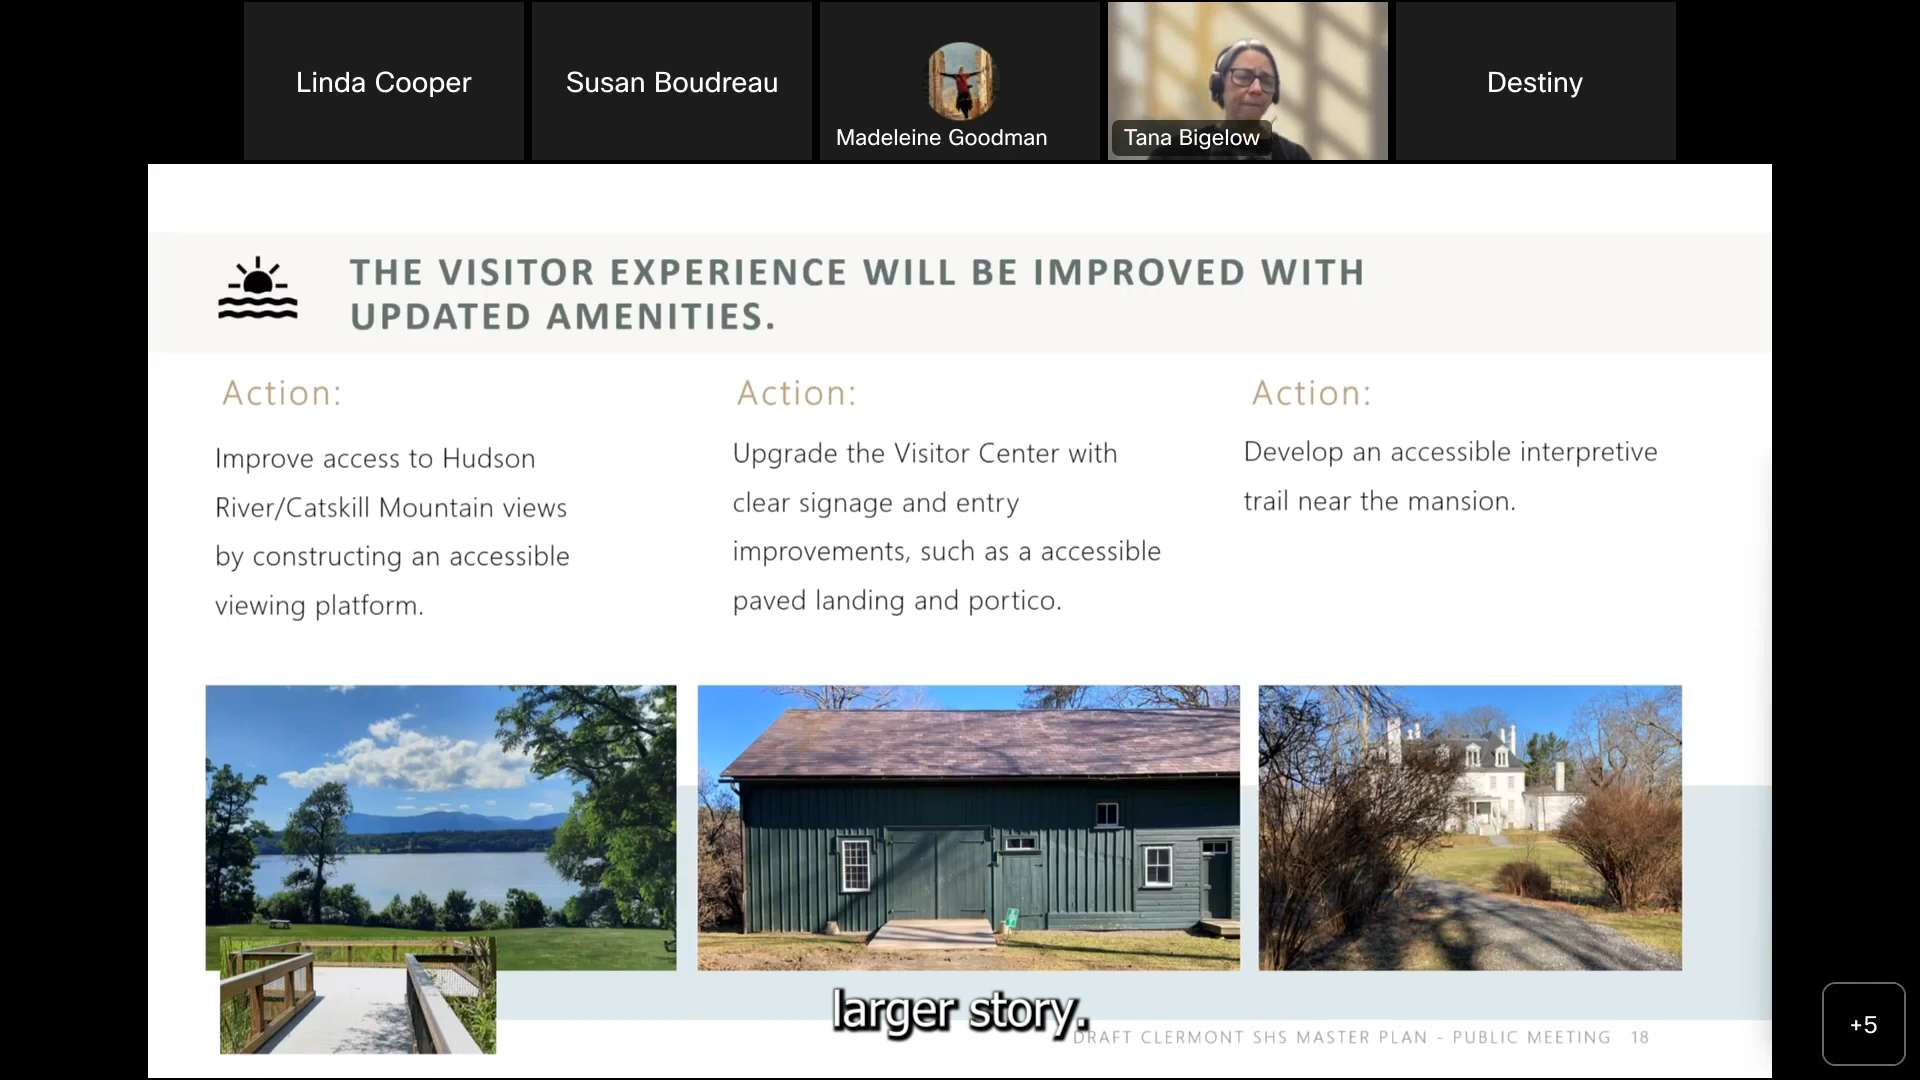 Linda Cooper
Susan Boudreau
Madeleine Goodman
Tana Bigelow
Destiny
THE VISITOR EXPERIENCE WILL BE IMPROVED WITH
UPDATED AMENITIES.
Action:
Improve access to Hudson
River/Catskill Mountain views
by constructing an accessible
viewing platform.
Action:
Upgrade the Visitor Center with
clear signage and entry
improvements, such as a accessible
paved landing and portico.
Action:
Develop an accessible interpretive
trail near the mansion.
larger story.
DRAFT CLERMONT SHS MASTER PLAN - PUBLIC MEETING 18
+5